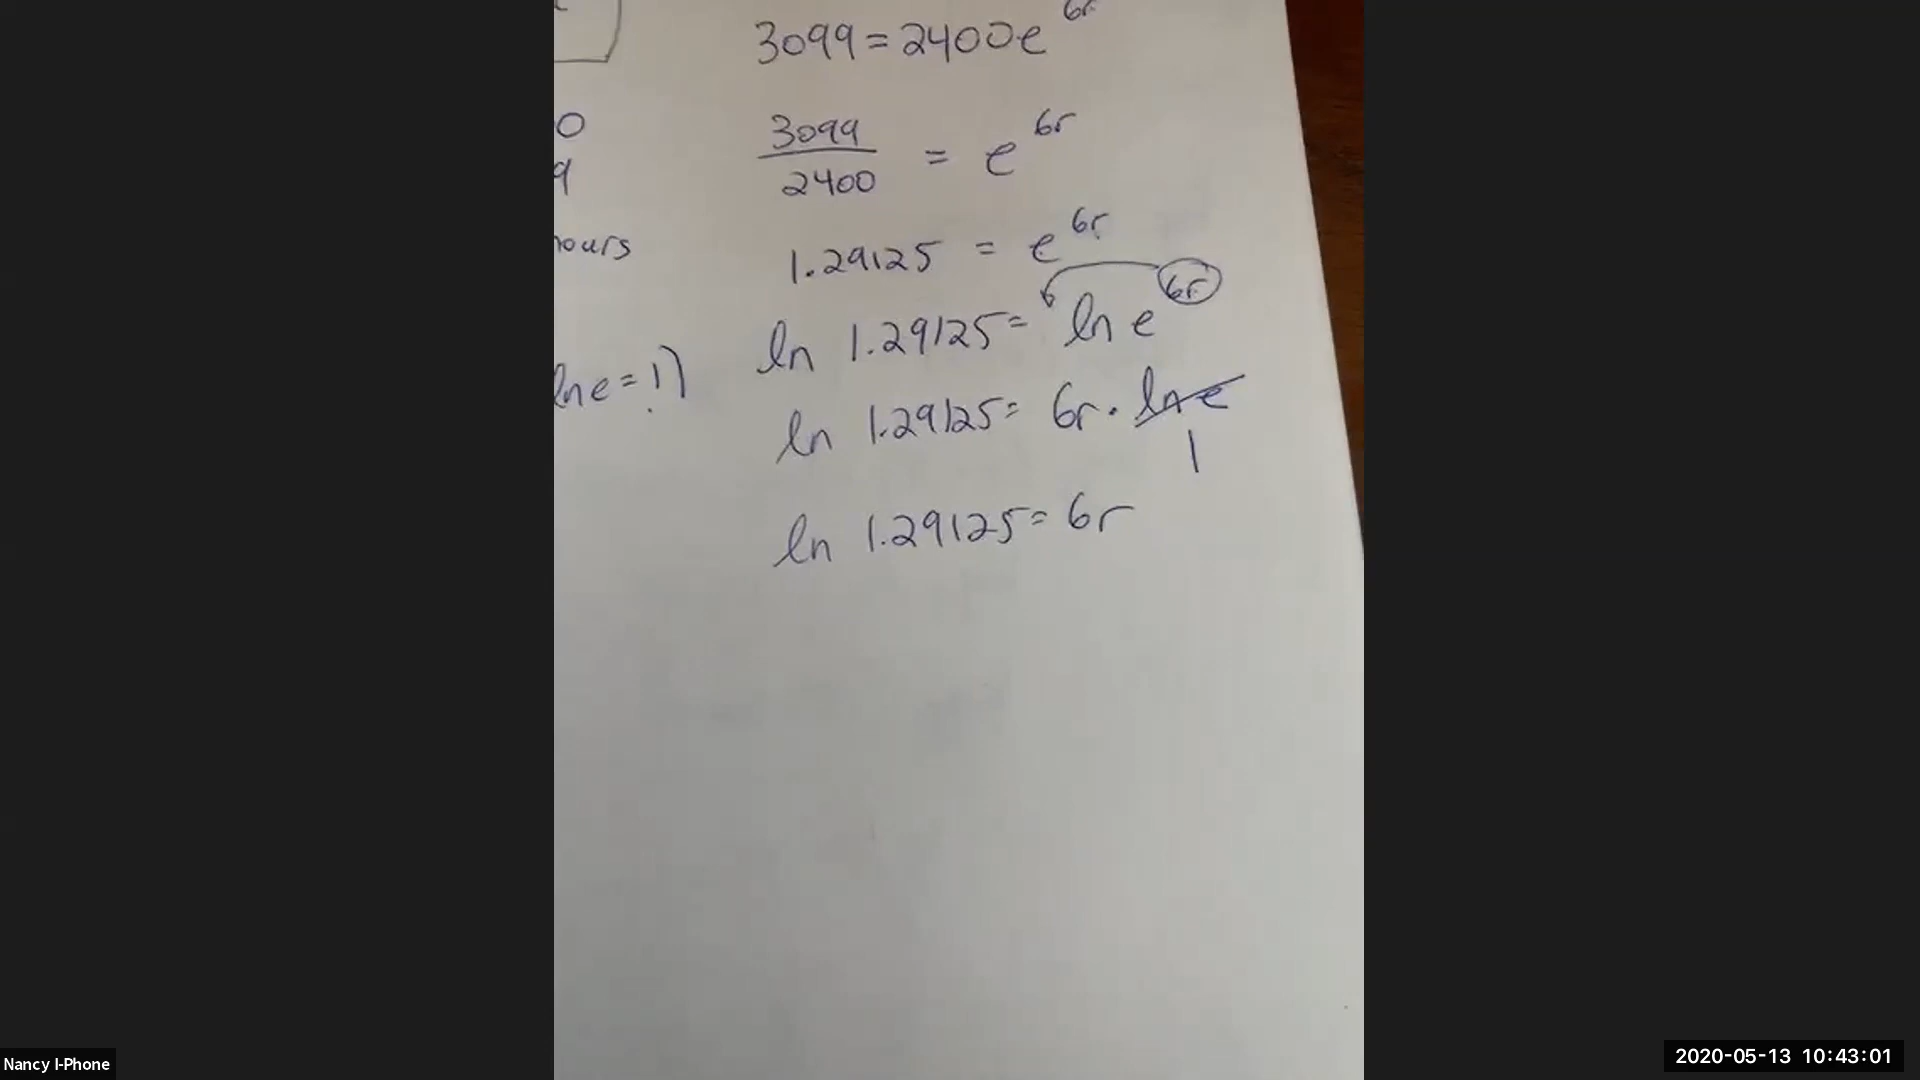 3099 = 2400e^6r
0
3099/2400 = e^6r
9
1.29125 = e^6r
hours
ln 1.29125 = ln e^6r
ln e = 1)
ln 1.29125 = 6r · ln e
1
ln 1.29125 = 6r
Nancy I-Phone
2020-05-13 10:43:01